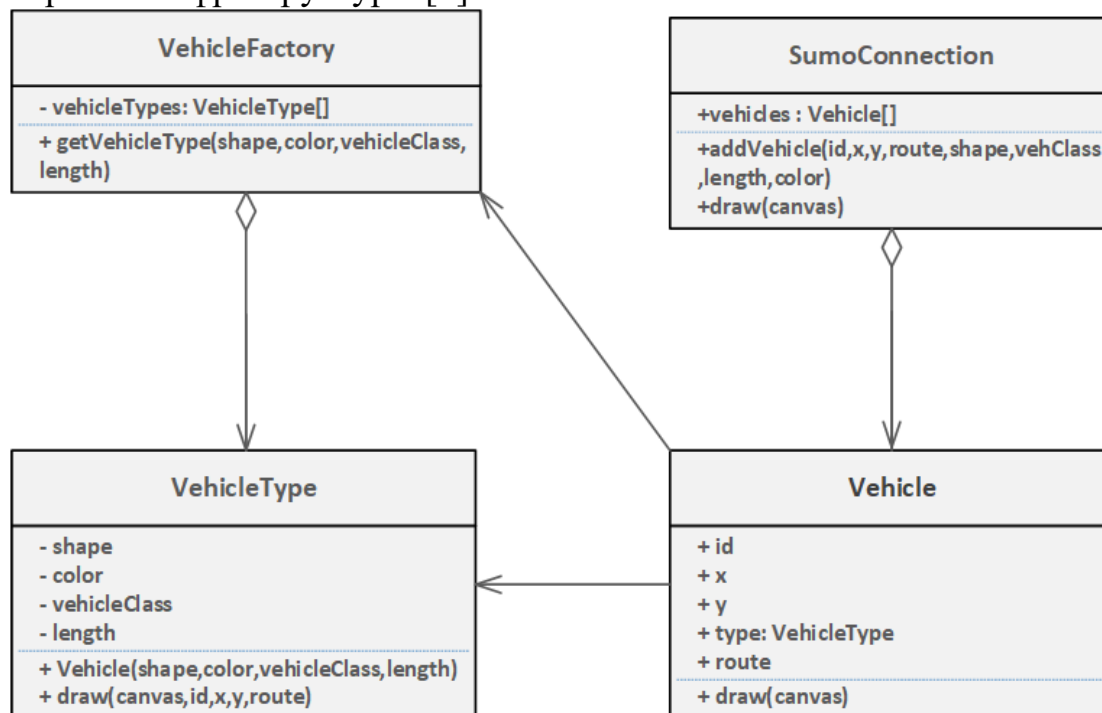 VehicleFactory
- vehicleTypes: VehicleType[]
+ getVehicleType(shape,color,vehicleClass,
length)
SumoConnection
+vehicles : Vehicle[]
+addVehicle(id,x,y,route,shape,vehClass
,length,color)
+draw(canvas)
VehicleType
- shape
- color
- vehicleClass
- length
+ Vehicle(shape,color,vehicleClass,length)
+ draw(canvas,id,x,y,route)
Vehicle
+ id
+ x
+ y
+ type: VehicleType
+ route
+ draw(canvas)